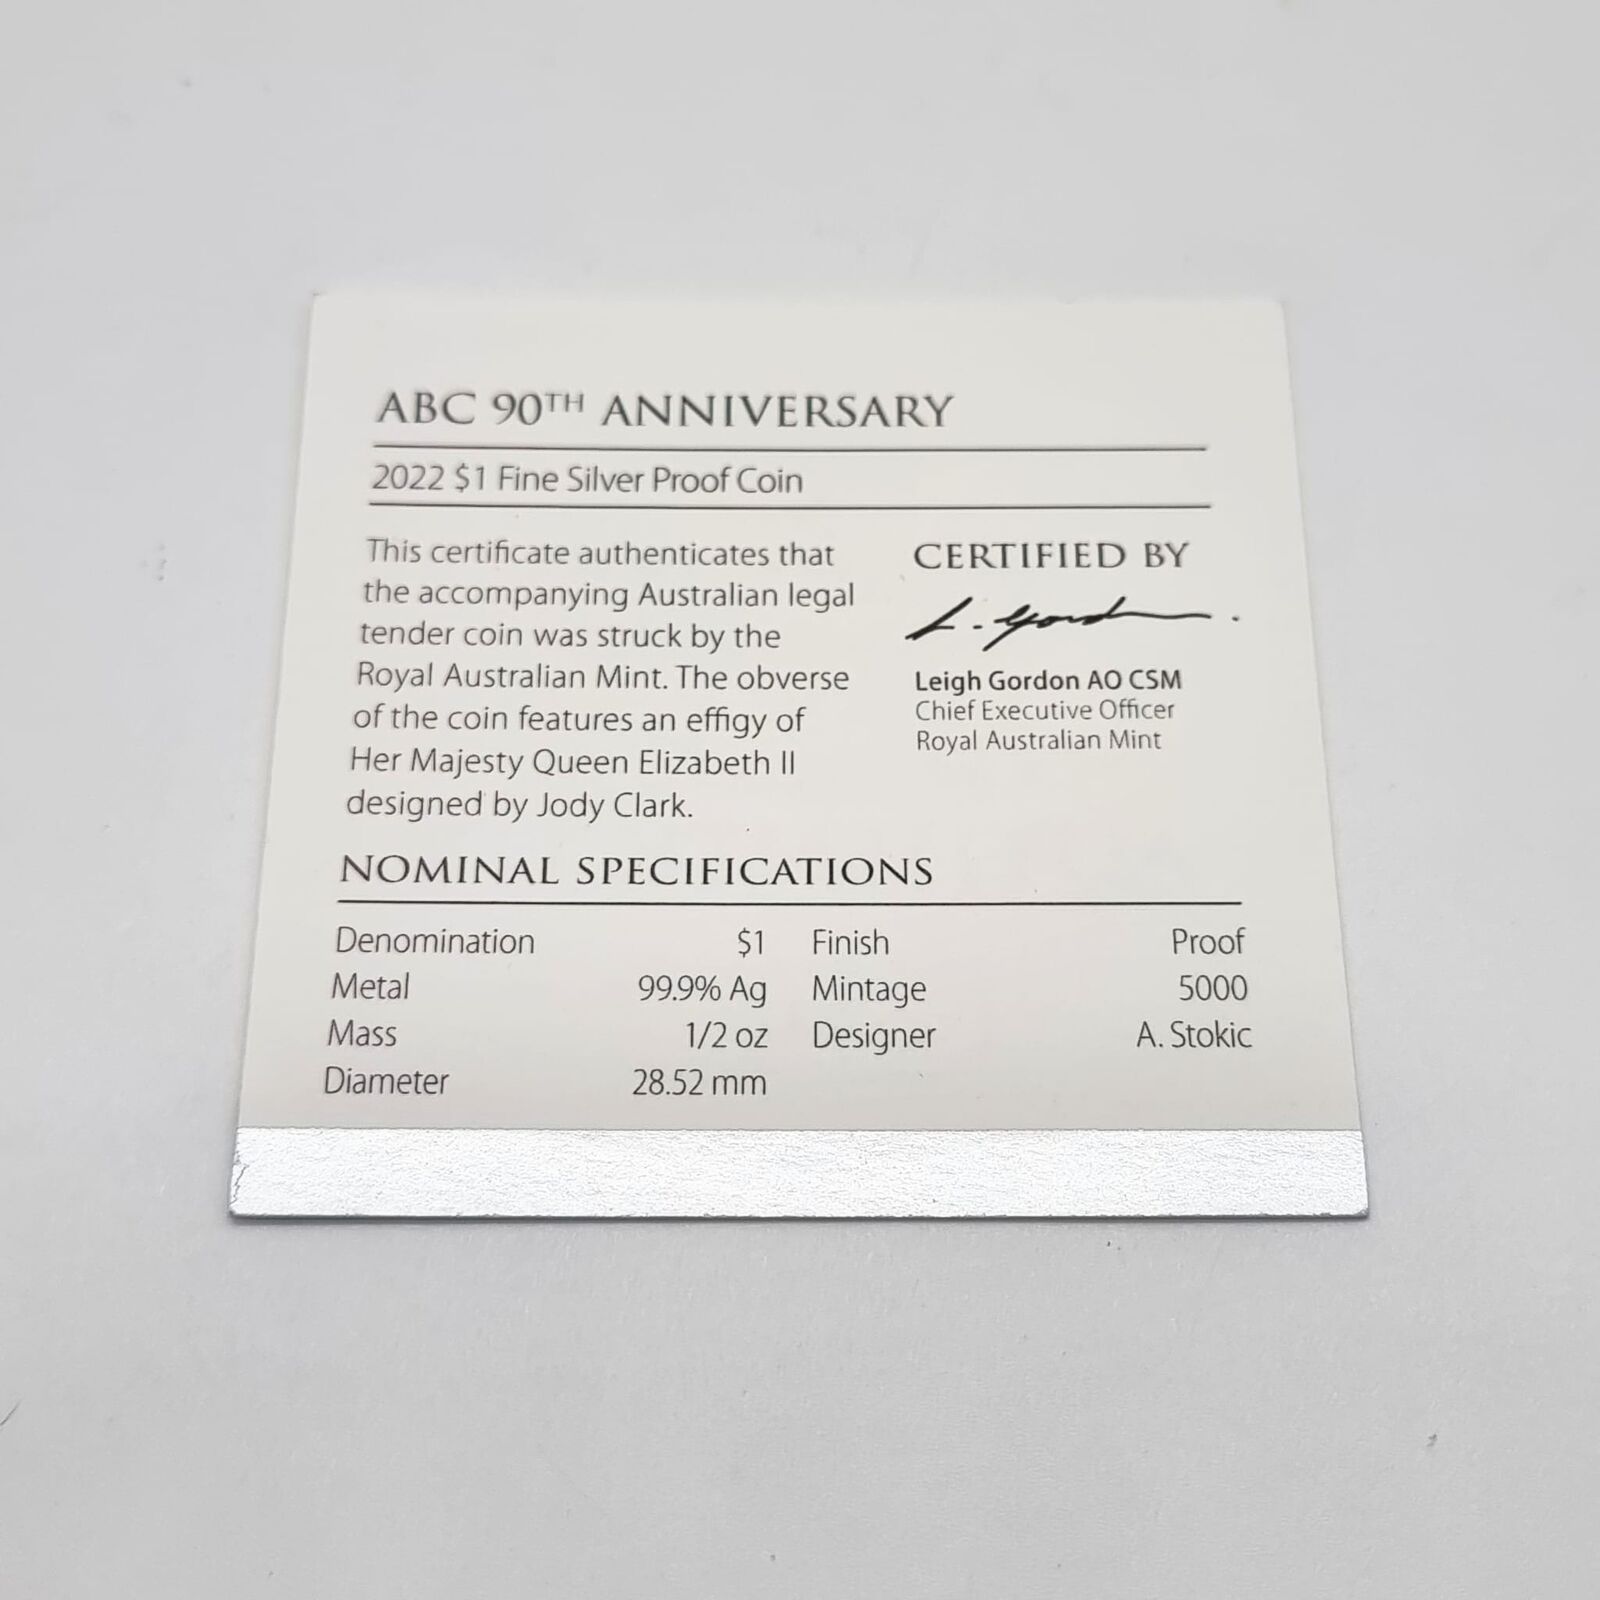 ABC 90TH ANNIVERSARY
2022 $1 Fine Silver Proof Coin
This certificate authenticates that
the accompanying Australian legal
tender coin was struck by the
Royal Australian Mint. The obverse
of the coin features an effigy of
Her Majesty Queen Elizabeth II
designed by Jody Clark.
CERTIFIED BY
L. Gordon.
Leigh Gordon AO CSM
Chief Executive Officer
Royal Australian Mint
NOMINAL SPECIFICATIONS
Denomination $1 Finish Proof
Metal 99.9% Ag Mintage 5000
Mass 1/2 oz Designer A. Stokic
Diameter 28.52 mm